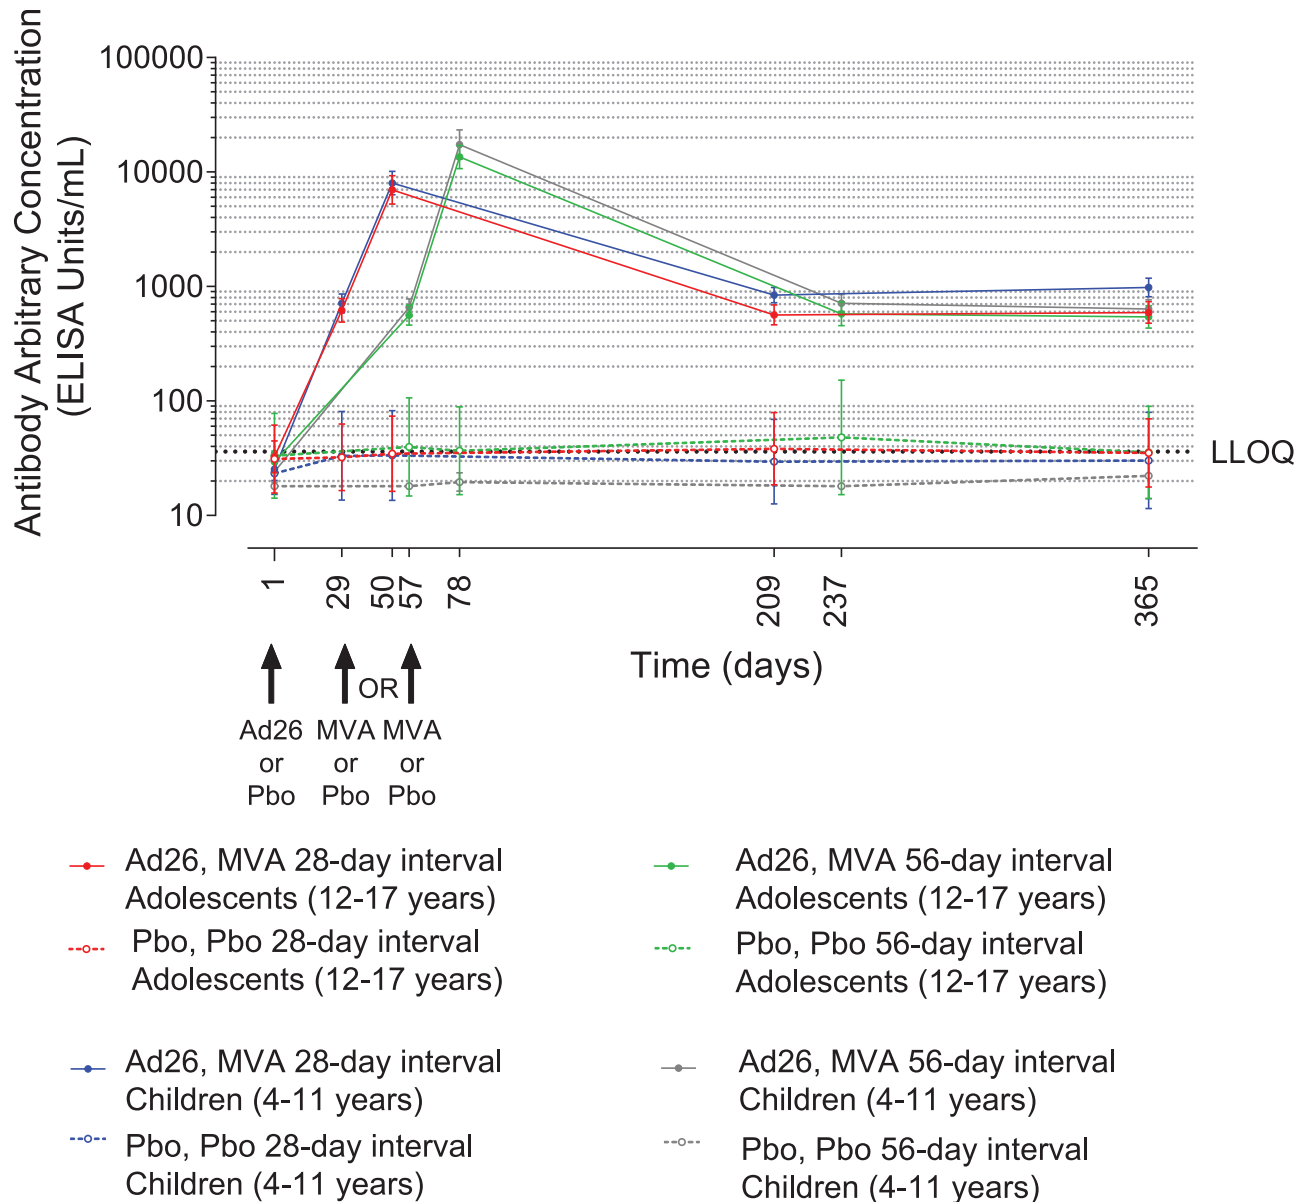 Antibody Arbitrary Concentration
(ELISA Units/mL)
100000
10000
1000
100
10
LLOQ
1
29
50
57
78
209
237
365
Time (days)
OR
Ad26
or
Pbo
MVA
or
Pbo
MVA
or
Pbo
Ad26, MVA 28-day interval
Adolescents (12-17 years)
Pbo, Pbo 28-day interval
Adolescents (12-17 years)
Ad26, MVA 56-day interval
Adolescents (12-17 years)
Pbo, Pbo 56-day interval
Adolescents (12-17 years)
Ad26, MVA 28-day interval
Children (4-11 years)
Pbo, Pbo 28-day interval
Children (4-11 years)
Ad26, MVA 56-day interval
Children (4-11 years)
Pbo, Pbo 56-day interval
Children (4-11 years)